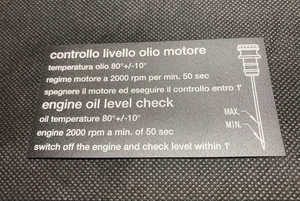 controllo livello olio motore
temperatura olio 80°+/-10°
regime motore a 2000 rpm per min. 50 sec
spegnere il motore ed eseguire il controllo entro 1'
engine oil level check
oil temperature 80°+/-10°
engine 2000 rpm a min. of 50 sec
switch off the engine and check level within 1'
MAX.
MIN.